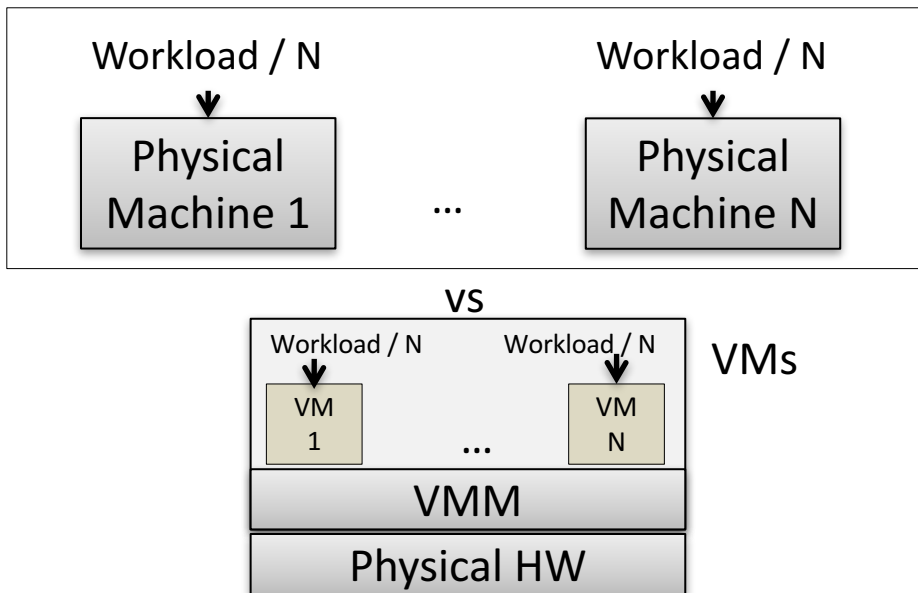 Workload / N
Workload / N
Physical
Machine 1
...
Physical
Machine N
vs
Workload / N
Workload / N
VMs
VM
1
...
VM
N
VMM
Physical HW